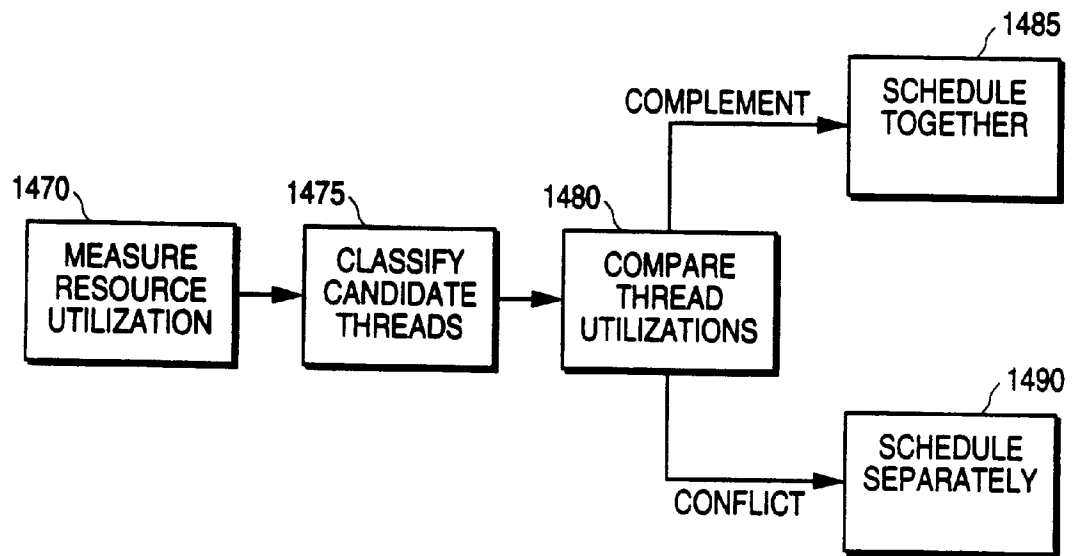 1485
SCHEDULE
TOGETHER
COMPLEMENT
1470
MEASURE
RESOURCE
UTILIZATION
1475
CLASSIFY
CANDIDATE
THREADS
1480
COMPARE
THREAD
UTILIZATIONS
1490
SCHEDULE
SEPARATELY
CONFLICT